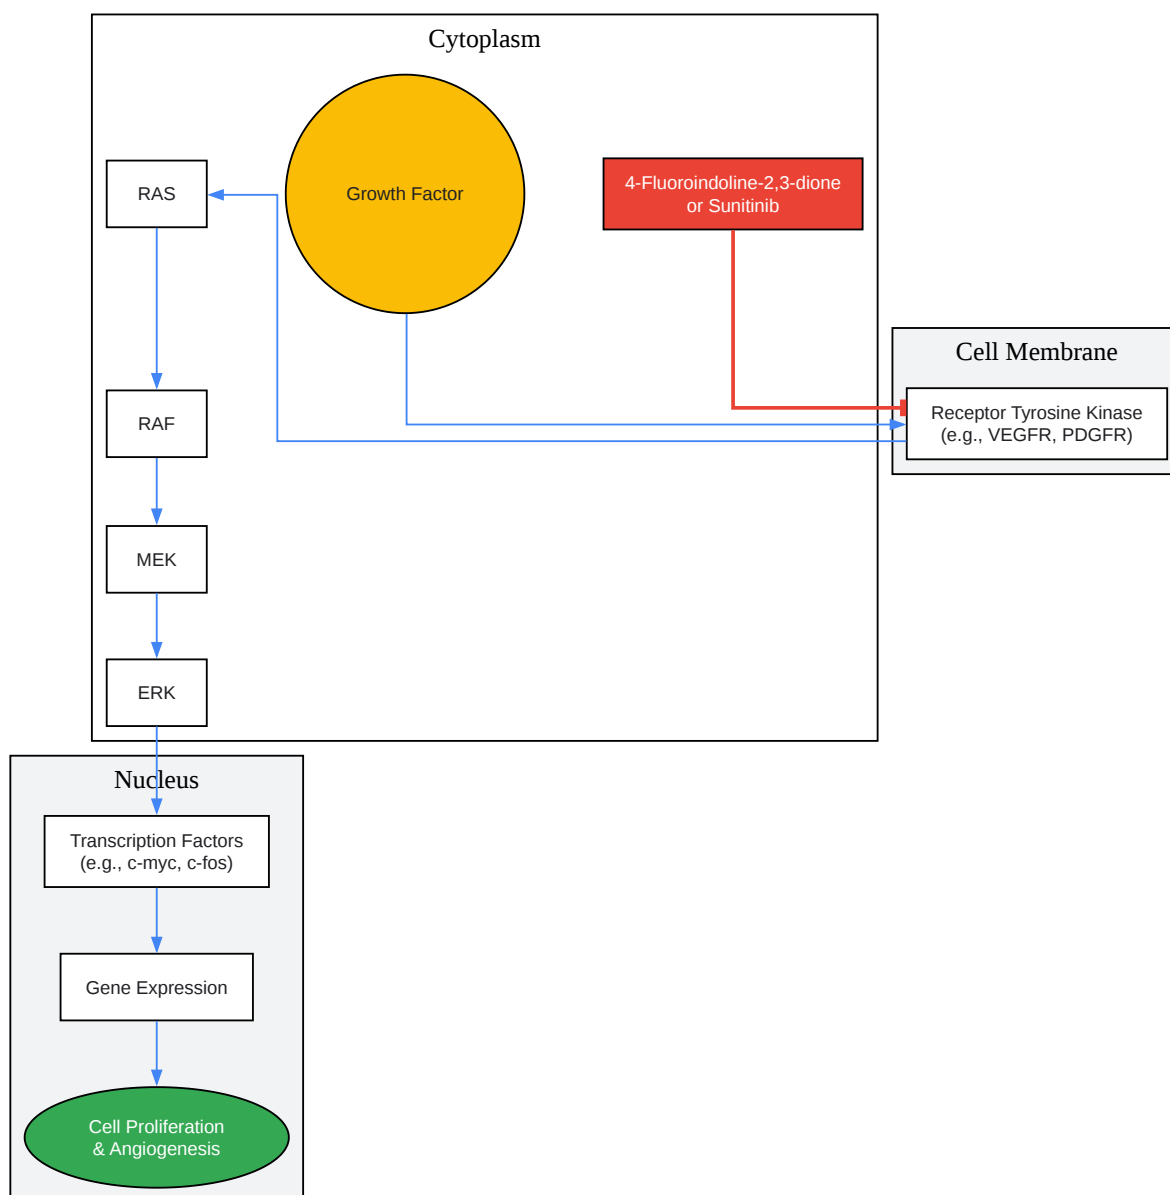 Cytoplasm
RAS
Growth Factor
4-Fluoroindoline-2,3-dione
or Sunitinib
Cell Membrane
Receptor Tyrosine Kinase
(e.g., VEGFR, PDGFR)
RAF
MEK
ERK
Nucleus
Transcription Factors
(e.g., c-myc, c-fos)
Gene Expression
Cell Proliferation
& Angiogenesis